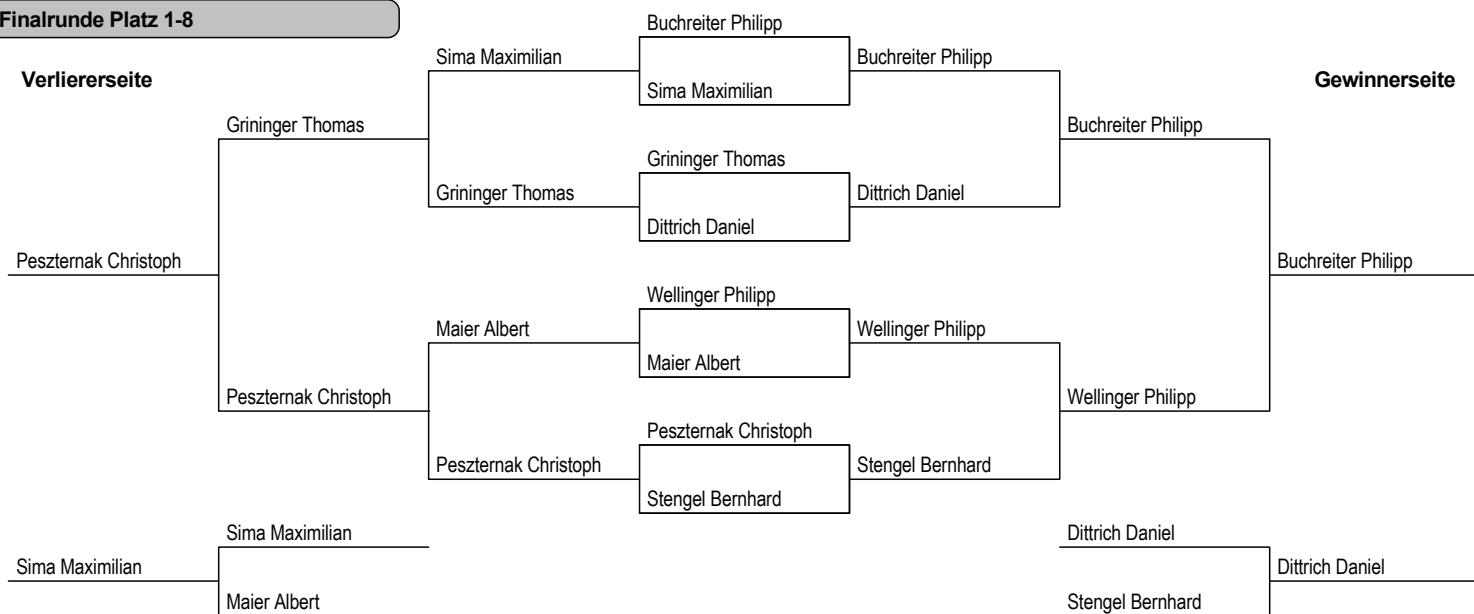 Finalrunde Platz 1-8
Buchreiter Philipp
Sima Maximilian
Buchreiter Philipp
Verliererseite
Gewinnerseite
Sima Maximilian
Grininger Thomas
Buchreiter Philipp
Grininger Thomas
Grininger Thomas
Dittrich Daniel
Dittrich Daniel
Peszternak Christoph
Buchreiter Philipp
Wellinger Philipp
Maier Albert
Wellinger Philipp
Maier Albert
Peszternak Christoph
Wellinger Philipp
Peszternak Christoph
Peszternak Christoph
Stengel Bernhard
Stengel Bernhard
Sima Maximilian
Dittrich Daniel
Sima Maximilian
Dittrich Daniel
Maier Albert
Stengel Bernhard